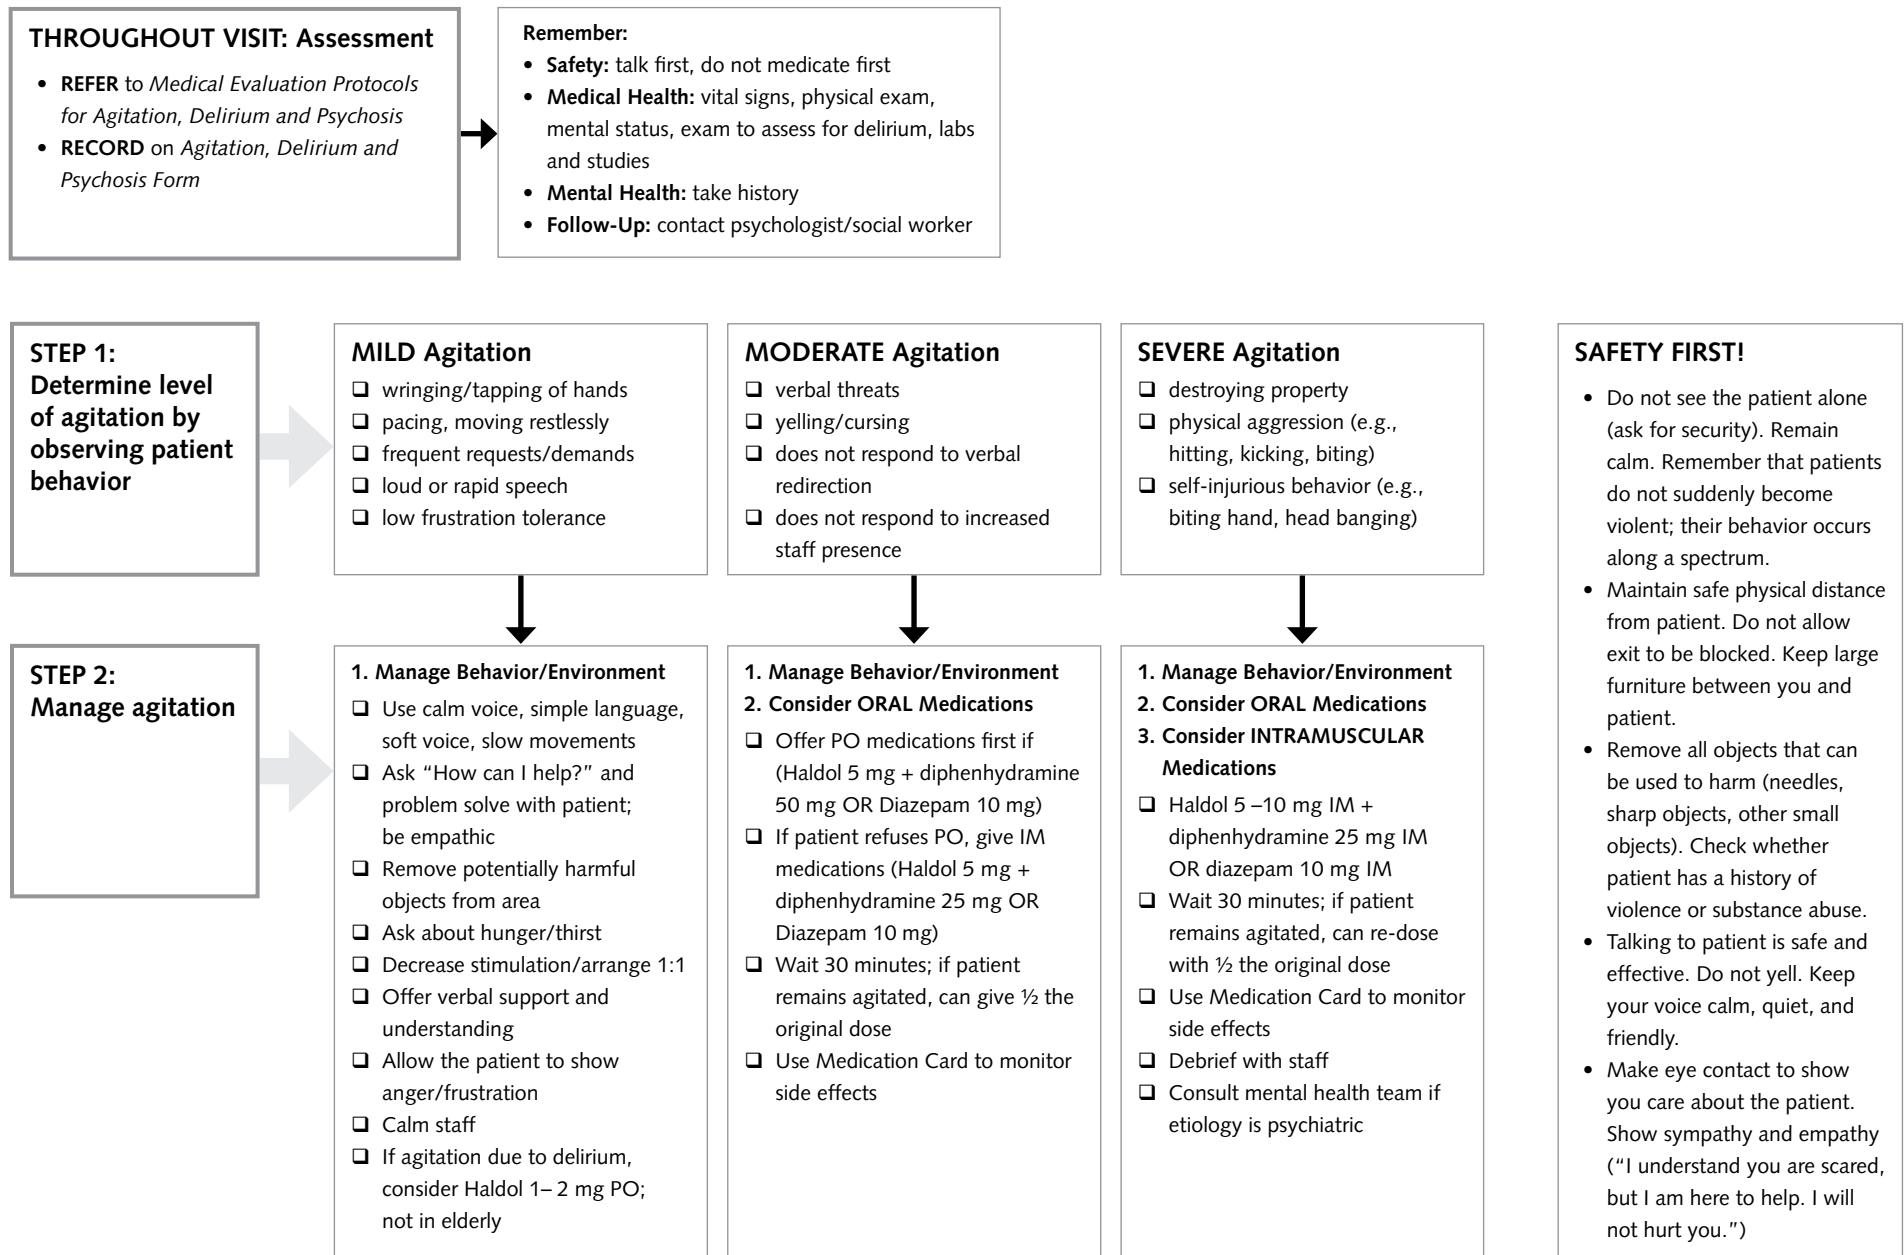 THROUGHOUT VISIT: Assessment
• REFER to Medical Evaluation Protocols
for Agitation, Delirium and Psychosis
• RECORD on Agitation, Delirium and
Psychosis Form
Remember:
• Safety: talk first, do not medicate first
• Medical Health: vital signs, physical exam,
mental status, exam to assess for delirium, labs
and studies
• Mental Health: take history
• Follow-Up: contact psychologist/social worker
STEP 1:
Determine level
of agitation by
observing patient
behavior
MILD Agitation
❑ wringing/tapping of hands
❑ pacing, moving restlessly
❑ frequent requests/demands
❑ loud or rapid speech
❑ low frustration tolerance
MODERATE Agitation
❑ verbal threats
❑ yelling/cursing
❑ does not respond to verbal
redirection
❑ does not respond to increased
staff presence
SEVERE Agitation
❑ destroying property
❑ physical aggression (e.g.,
hitting, kicking, biting)
❑ self-injurious behavior (e.g.,
biting hand, head banging)
STEP 2:
Manage agitation
1. Manage Behavior/Environment
❑ Use calm voice, simple language,
soft voice, slow movements
❑ Ask “How can I help?” and
problem solve with patient;
be empathic
❑ Remove potentially harmful
objects from area
❑ Ask about hunger/thirst
❑ Decrease stimulation/arrange 1:1
❑ Offer verbal support and
understanding
❑ Allow the patient to show
anger/frustration
❑ Calm staff
❑ If agitation due to delirium,
consider Haldol 1– 2 mg PO;
not in elderly
1. Manage Behavior/Environment
2. Consider ORAL Medications
❑ Offer PO medications first if
(Haldol 5 mg + diphenhydramine
50 mg OR Diazepam 10 mg)
❑ If patient refuses PO, give IM
medications (Haldol 5 mg +
diphenhydramine 25 mg OR
Diazepam 10 mg)
❑ Wait 30 minutes; if patient
remains agitated, can give ½ the
original dose
❑ Use Medication Card to monitor
side effects
1. Manage Behavior/Environment
2. Consider ORAL Medications
3. Consider INTRAMUSCULAR
Medications
❑ Haldol 5 –10 mg IM +
diphenhydramine 25 mg IM
OR diazepam 10 mg IM
❑ Wait 30 minutes; if patient
remains agitated, can re-dose
with ½ the original dose
❑ Use Medication Card to monitor
side effects
❑ Debrief with staff
❑ Consult mental health team if
etiology is psychiatric
SAFETY FIRST!
• Do not see the patient alone
(ask for security). Remain
calm. Remember that patients
do not suddenly become
violent; their behavior occurs
along a spectrum.
• Maintain safe physical distance
from patient. Do not allow
exit to be blocked. Keep large
furniture between you and
patient.
• Remove all objects that can
be used to harm (needles,
sharp objects, other small
objects). Check whether
patient has a history of
violence or substance abuse.
• Talking to patient is safe and
effective. Do not yell. Keep
your voice calm, quiet, and
friendly.
• Make eye contact to show
you care about the patient.
Show sympathy and empathy
(“I understand you are scared,
but I am here to help. I will
not hurt you.”)